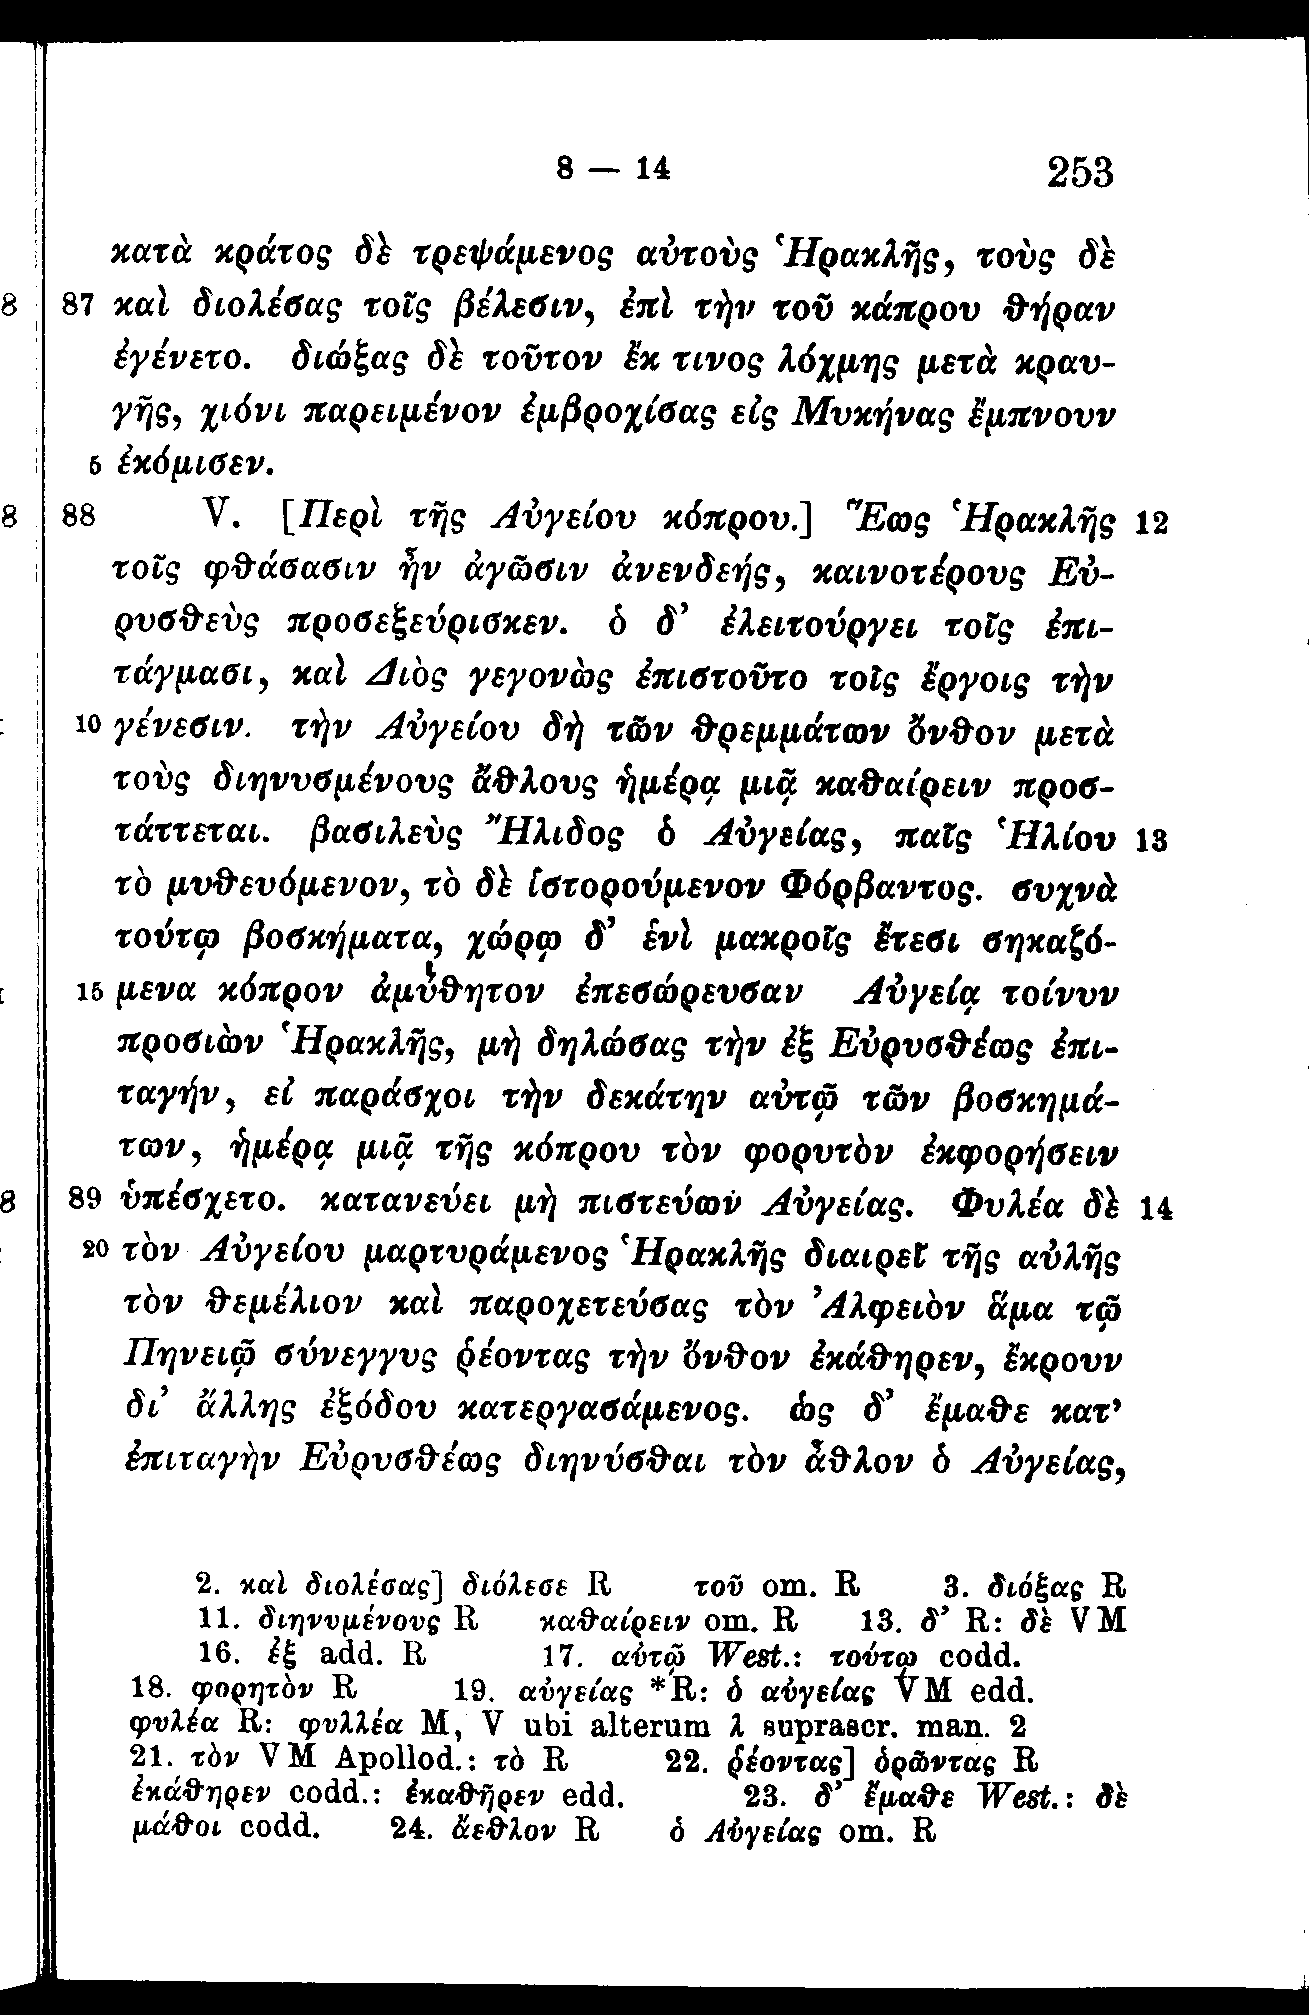 8 — 14 253
κατὰ κράτος δὲ τρεψάμενος αὐτοὺς Ἡρακλῆς, τοὺς δὲ
8 87 καὶ διολέσας τοῖς βέλεσιν, ἐπὶ τὴν τοῦ κάπρου θήραν
ἐγένετο. διώξας δὲ τοῦτον ἔκ τινος λόχμης μετὰ κραυ-
γῆς, χιόνι παρειμένον ἐμβροχίσας εἰς Μυκήνας ἔμπνουν
5 ἐκόμισεν.
8 88 V. [Περὶ τῆς Αὐγείου κόπρου.] Ἕως Ἡρακλῆς 12
τοῖς φθάσασιν ἦν ἀγῶσιν ἀνενδεής, καινοτέρους Εὐ-
ρυσθεὺς προσεξεύρισκεν. ὁ δ’ ἐλειτούργει τοῖς ἐπι-
τάγμασι, καὶ Διὸς γεγονὼς ἐπιστοῦτο τοῖς ἔργοις τὴν
10 γένεσιν. τὴν Αὐγείου δὴ τῶν θρεμμάτων ὄνθον μετὰ
τοὺς διηνυσμένους ἄθλους ἡμέρᾳ μιᾷ καθαίρειν προσ-
τάττεται. βασιλεὺς Ἤλιδος ὁ Αὐγείας, παῖς Ἡλίου 13
τὸ μυθευόμενον, τὸ δὲ ἱστορούμενον Φόρβαντος. συχνὰ
τούτῳ βοσκήματα, χώρῳ δ’ ἑνὶ μακροῖς ἔτεσι σηκαζό-
15 μενα κόπρον ἀμύθητον ἐπεσώρευσαν Αὐγείᾳ τοίνυν
προσιὼν Ἡρακλῆς, μὴ δηλώσας τὴν ἐξ Εὐρυσθέως ἐπι-
ταγήν, εἰ παράσχοι τὴν δεκάτην αὐτῷ τῶν βοσκημά-
των, ἡμέρᾳ μιᾷ τῆς κόπρου τὸν φορυτὸν ἐκφορήσειν
8 89 ὑπέσχετο. κατανεύει μὴ πιστεύων Αὐγείας. Φυλέα δὲ 14
20 τὸν Αὐγείου μαρτυράμενος Ἡρακλῆς διαιρεῖ τῆς αὐλῆς
τὸν θεμέλιον καὶ παροχετεύσας τὸν Ἀλφειὸν ἅμα τῷ
Πηνειῷ σύνεγγυς ῥέοντας τὴν ὄνθον ἐκάθηρεν, ἔκρουν
δι’ ἄλλης ἐξόδου κατεργασάμενος. ὡς δ’ ἔμαθε κατ’
ἐπιταγὴν Εὐρυσθέως διηνύσθαι τὸν ἆθλον ὁ Αὐγείας,
2. καὶ διολέσας] διόλεσε R τοῦ om. R 3. διόξας R
11. διηνυμένους R καθαίρειν om. R 13. δ’ R: δὲ VM
16. ἐξ add. R 17. αὐτῷ West.: τούτῳ codd.
18. φορητὸν R 19. αὐγείας *R: ὁ αὐγείας VM edd.
φυλέα R: φυλλέα M, V ubi alterum λ suprascr. man. 2
21. τὸν VM Apollod.: τὸ R 22. ῥέοντας] ὁρῶντας R
ἐκάθηρεν codd.: ἐκαθῆρεν edd. 23. δ’ ἔμαθε West.: δὲ
μάθοι codd. 24. ἄεθλον R ὁ Αὐγείας om. R